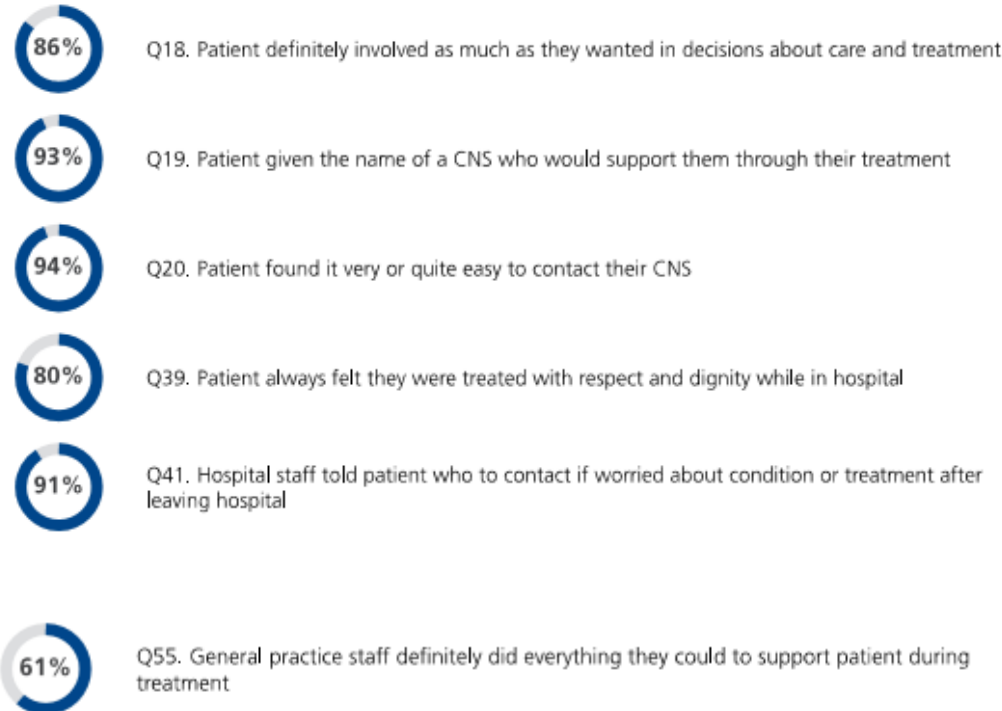 86%
Q18. Patient definitely involved as much as they wanted in decisions about care and treatment
93%
Q19. Patient given the name of a CNS who would support them through their treatment
94%
Q20. Patient found it very or quite easy to contact their CNS
80%
Q39. Patient always felt they were treated with respect and dignity while in hospital
91%
Q41. Hospital staff told patient who to contact if worried about condition or treatment after
leaving hospital
61%
Q55. General practice staff definitely did everything they could to support patient during
treatment